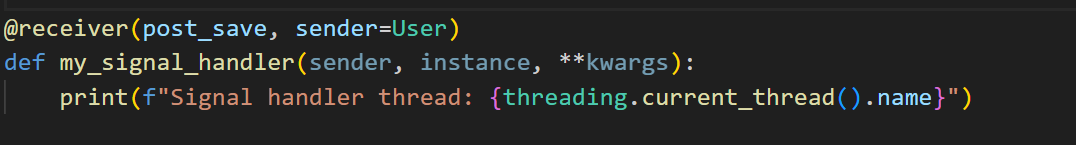 @receiver(post_save, sender=User)
def my_signal_handler(sender, instance, **kwargs):
    print(f"Signal handler thread: {threading.current_thread().name}")